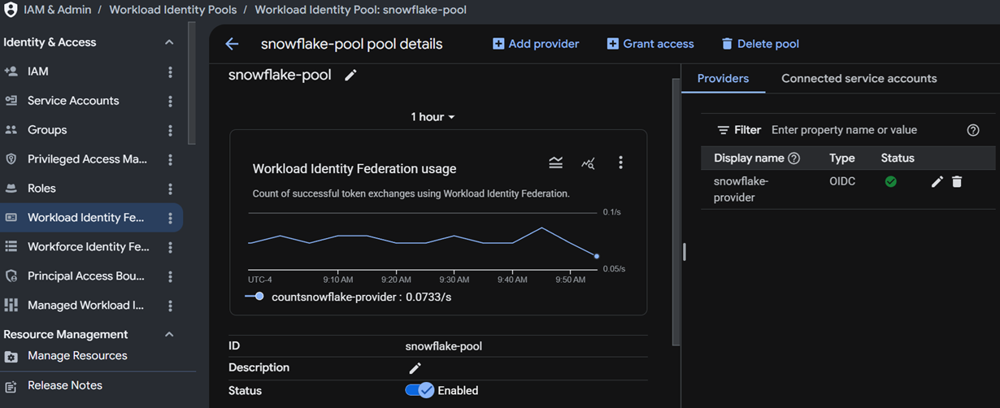 IAM & Admin / Workload Identity Pools / Workload Identity Pool: snowflake-pool
Identity & Access
IAM
Service Accounts
Groups
Privileged Access Ma...
Roles
Workload Identity Fe...
Workforce Identity Fe...
Principal Access Bou...
Managed Workload I...
Resource Management
Manage Resources
Release Notes
snowflake-pool pool details
Add provider
Grant access
Delete pool
snowflake-pool
1 hour
Workload Identity Federation usage
Count of successful token exchanges using Workload Identity Federation.
0.1/s
0.05/s
UTC-4 9:10 AM 9:20 AM 9:30 AM 9:40 AM 9:50 AM
countsnowflake-provider : 0.0733/s
ID snowflake-pool
Description
Status Enabled
Providers Connected service accounts
Filter Enter property name or value
Display name Type Status
snowflake- OIDC
provider